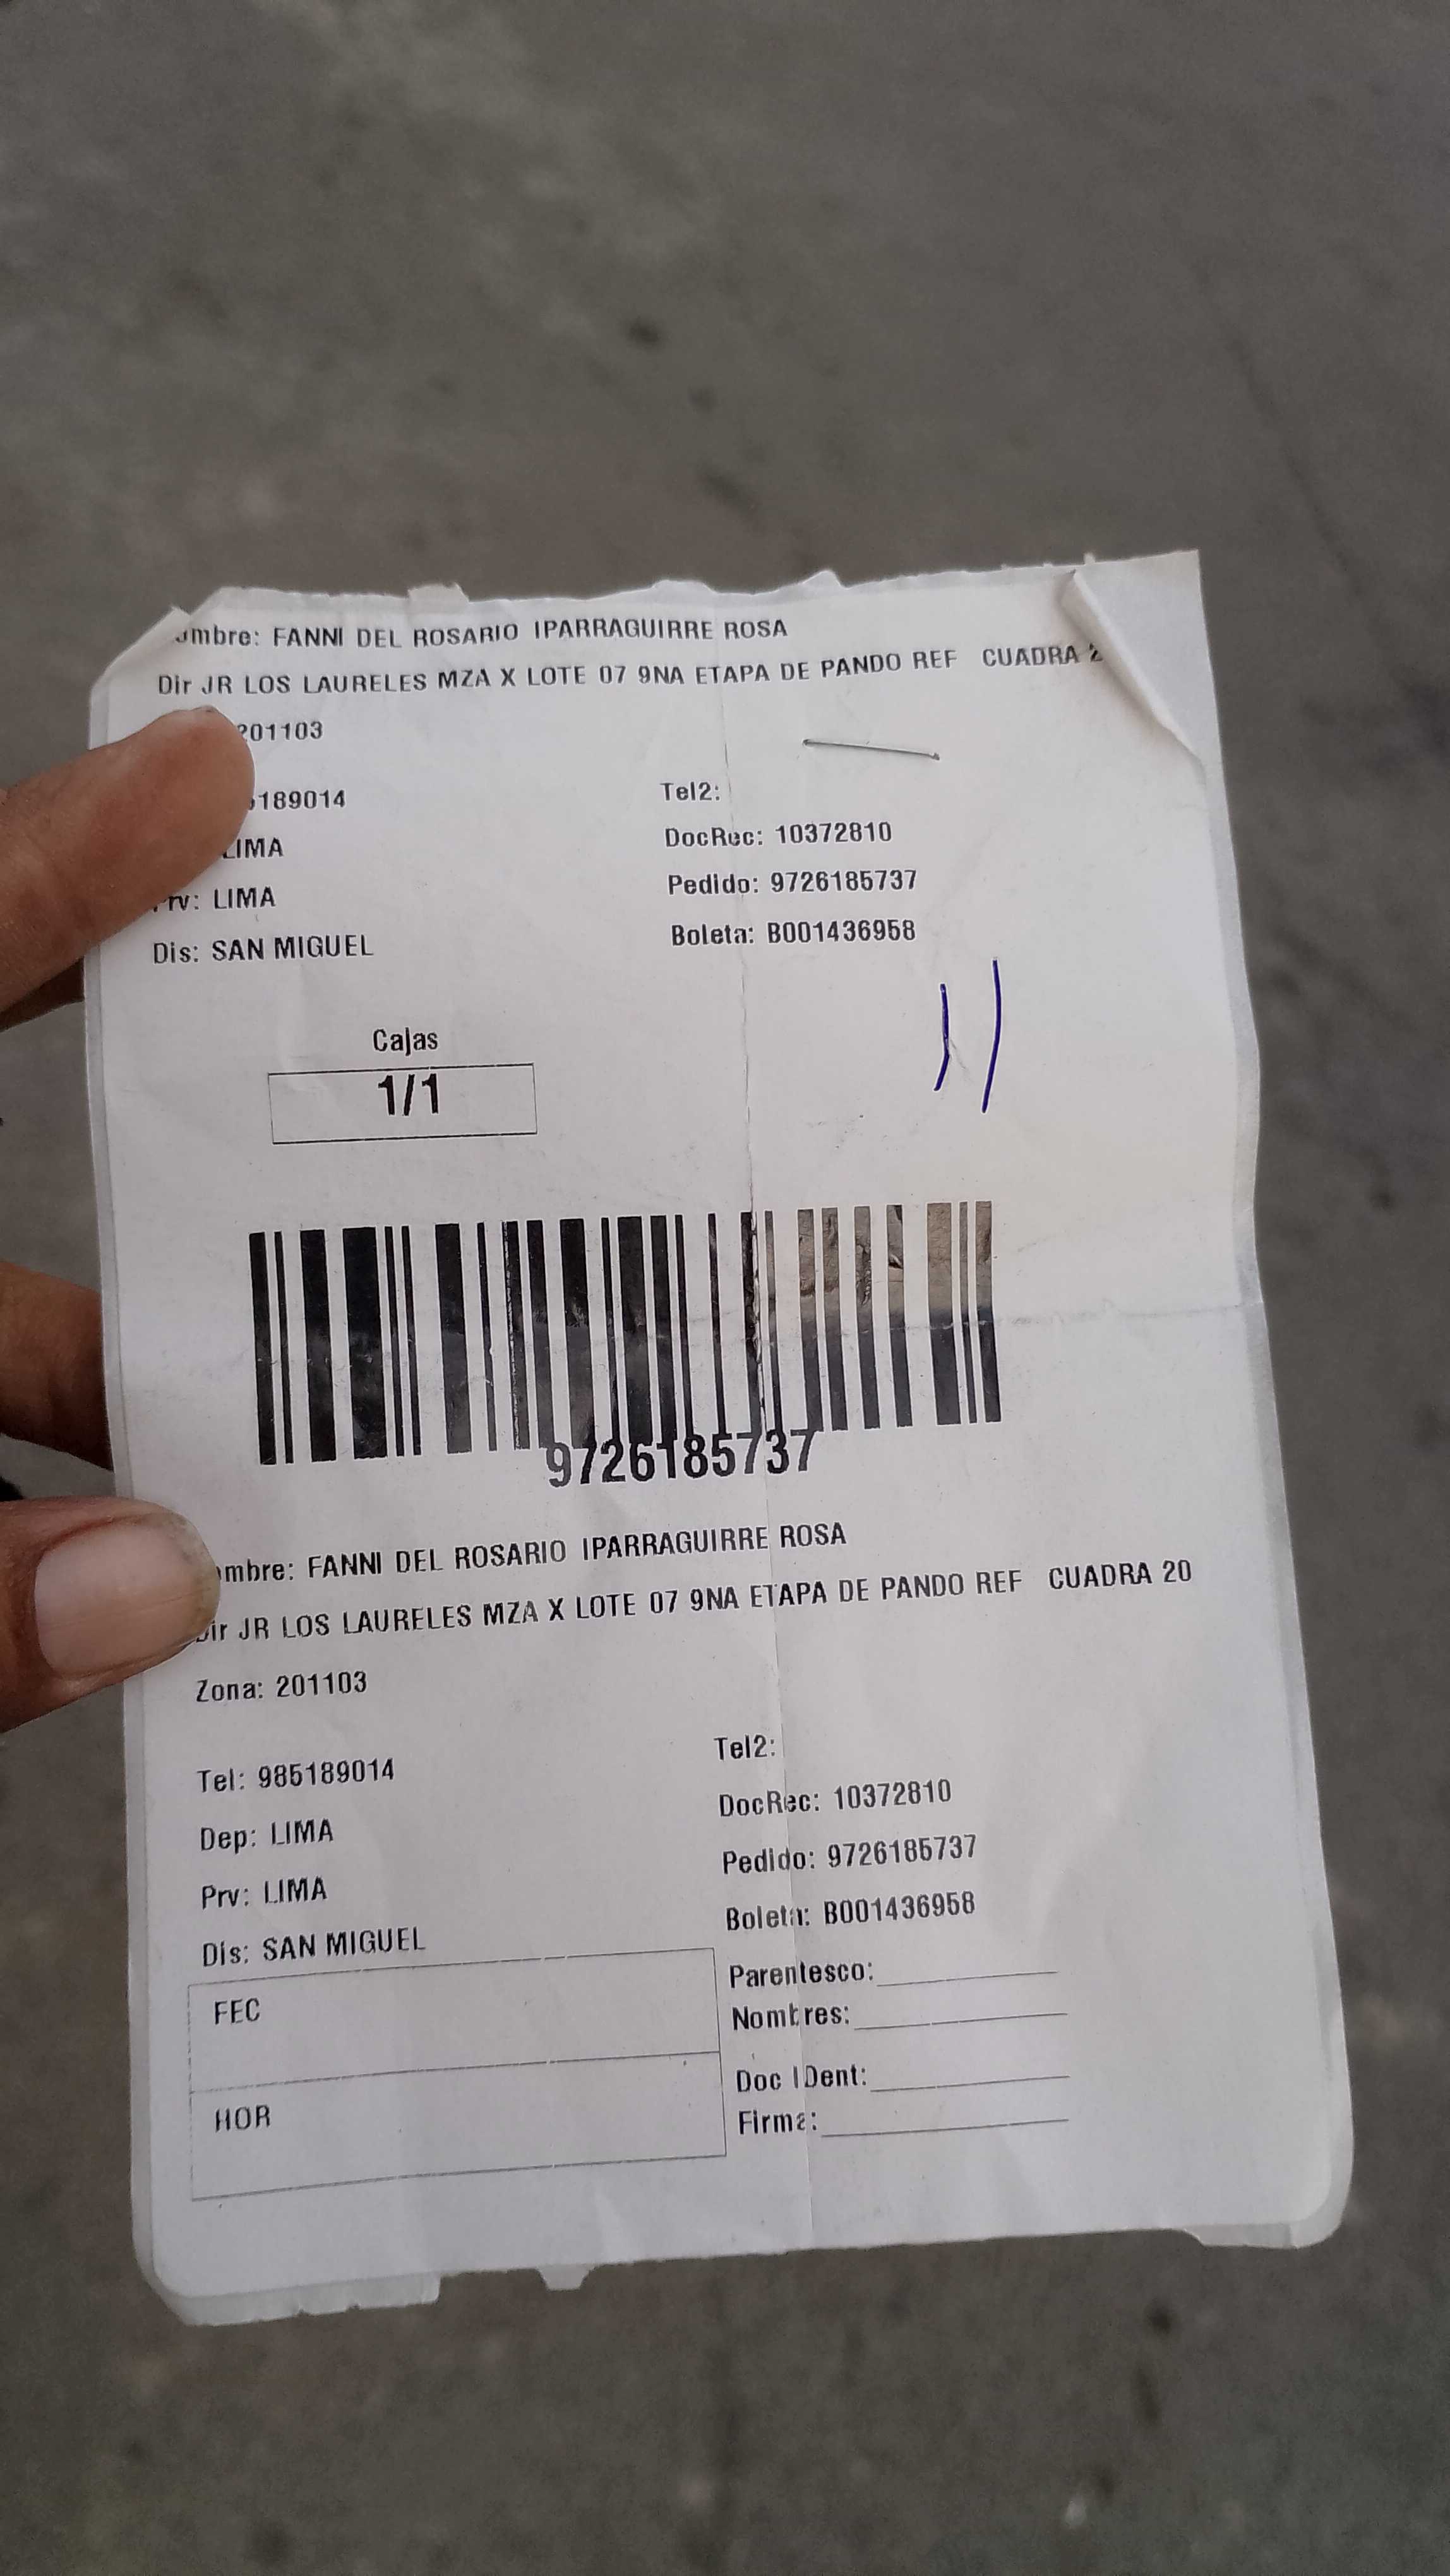 ombre: FANNI DEL ROSARIO IPARRAGUIRRE ROSA
Dir JR LOS LAURELES MZA X LOTE 07 9NA ETAPA DE PANDO REF CUADRA 2
201103
189014
Tel2:
LIMA
DocRec: 10372810
Prv: LIMA
Pedido: 9726185737
Dis: SAN MIGUEL
Boleta: B001436958
Cajas
1/1
9726185737
ombre: FANNI DEL ROSARIO IPARRAGUIRRE ROSA
Dir JR LOS LAURELES MZA X LOTE 07 9NA ETAPA DE PANDO REF CUADRA 20
Zona: 201103
Tel: 985189014
Tel2:
Dep: LIMA
DocRec: 10372810
Prv: LIMA
Pedido: 9726185737
Dis: SAN MIGUEL
Boleta: B001436958
FEC
Parentesco:
Nombres:
HOR
Doc IDent:
Firma: